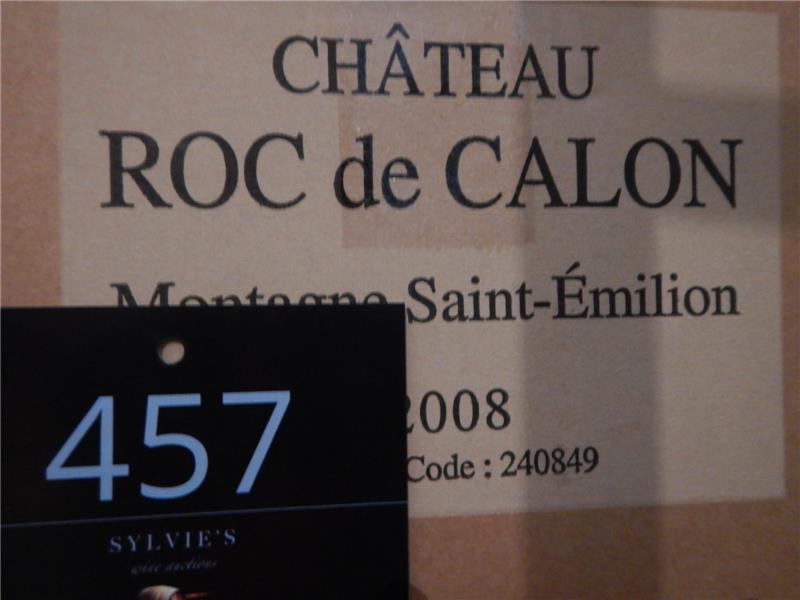 CHÂTEAU
ROC de CALON
Montagne Saint-Émilion
2008
Code : 240849
457
SYLVIE'S
wine auctions